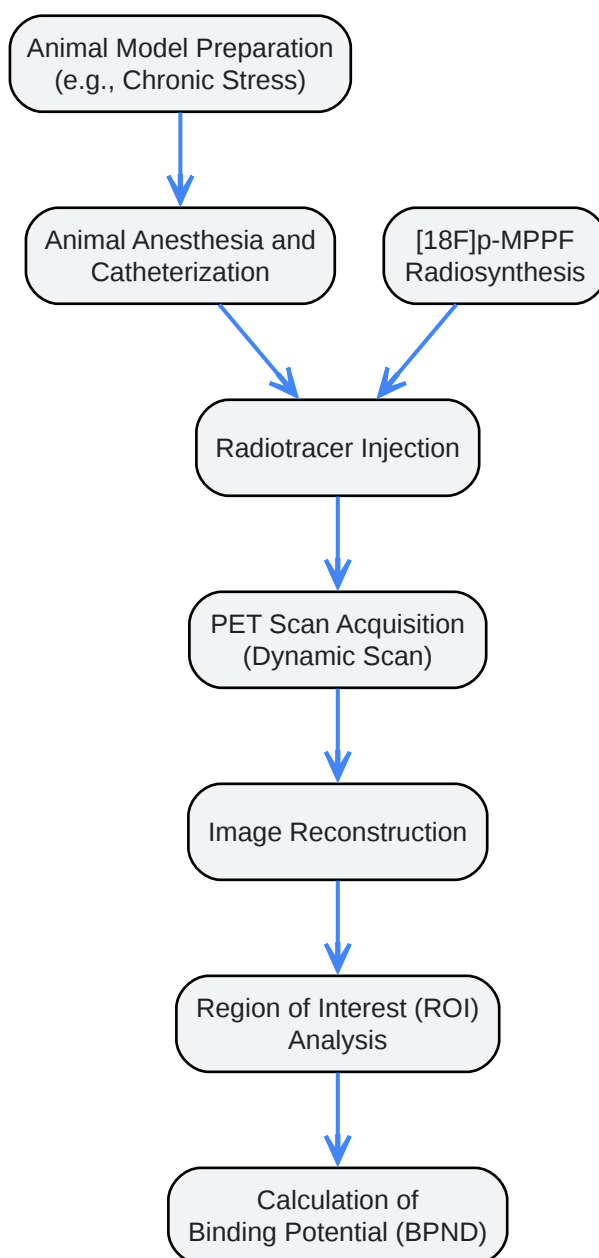 Animal Model Preparation
(e.g., Chronic Stress)
Animal Anesthesia and
Catheterization
[18F]p-MPPF
Radiosynthesis
Radiotracer Injection
PET Scan Acquisition
(Dynamic Scan)
Image Reconstruction
Region of Interest (ROI)
Analysis
Calculation of
Binding Potential (BPND)